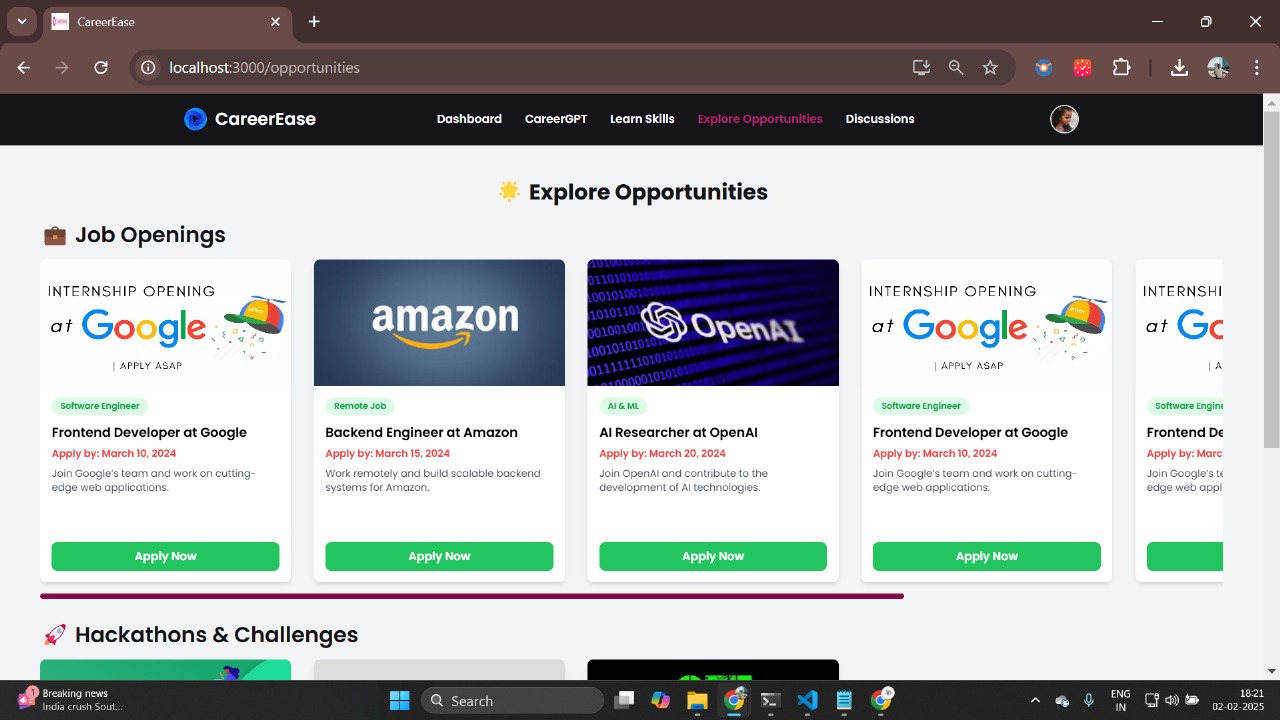 CareerEase
localhost:3000/opportunities
CareerEase
Dashboard
CareerGPT
Learn Skills
Explore Opportunities
Discussions
🌟 Explore Opportunities
💼 Job Openings
INTERNSHIP OPENING
at Google
| APPLY ASAP
Software Engineer
Frontend Developer at Google
Apply by: March 10, 2024
Join Google's team and work on cutting-
edge web applications.
Apply Now
amazon
Remote Job
Backend Engineer at Amazon
Apply by: March 15, 2024
Work remotely and build scalable backend
systems for Amazon.
Apply Now
OpenAI
AI & ML
AI Researcher at OpenAI
Apply by: March 20, 2024
Join OpenAI and contribute to the
development of AI technologies.
Apply Now
INTERNSHIP OPENING
at Google
| APPLY ASAP
Software Engineer
Frontend Developer at Google
Apply by: March 10, 2024
Join Google's team and work on cutting-
edge web applications.
Apply Now
INTERNSHIP
at
Software
Frontend
Apply by:
Join Google's
edge web
🚀 Hackathons & Challenges
1
Breaking news
India crush Sout...
Search
ENG
IN
18:21
02-02-2025